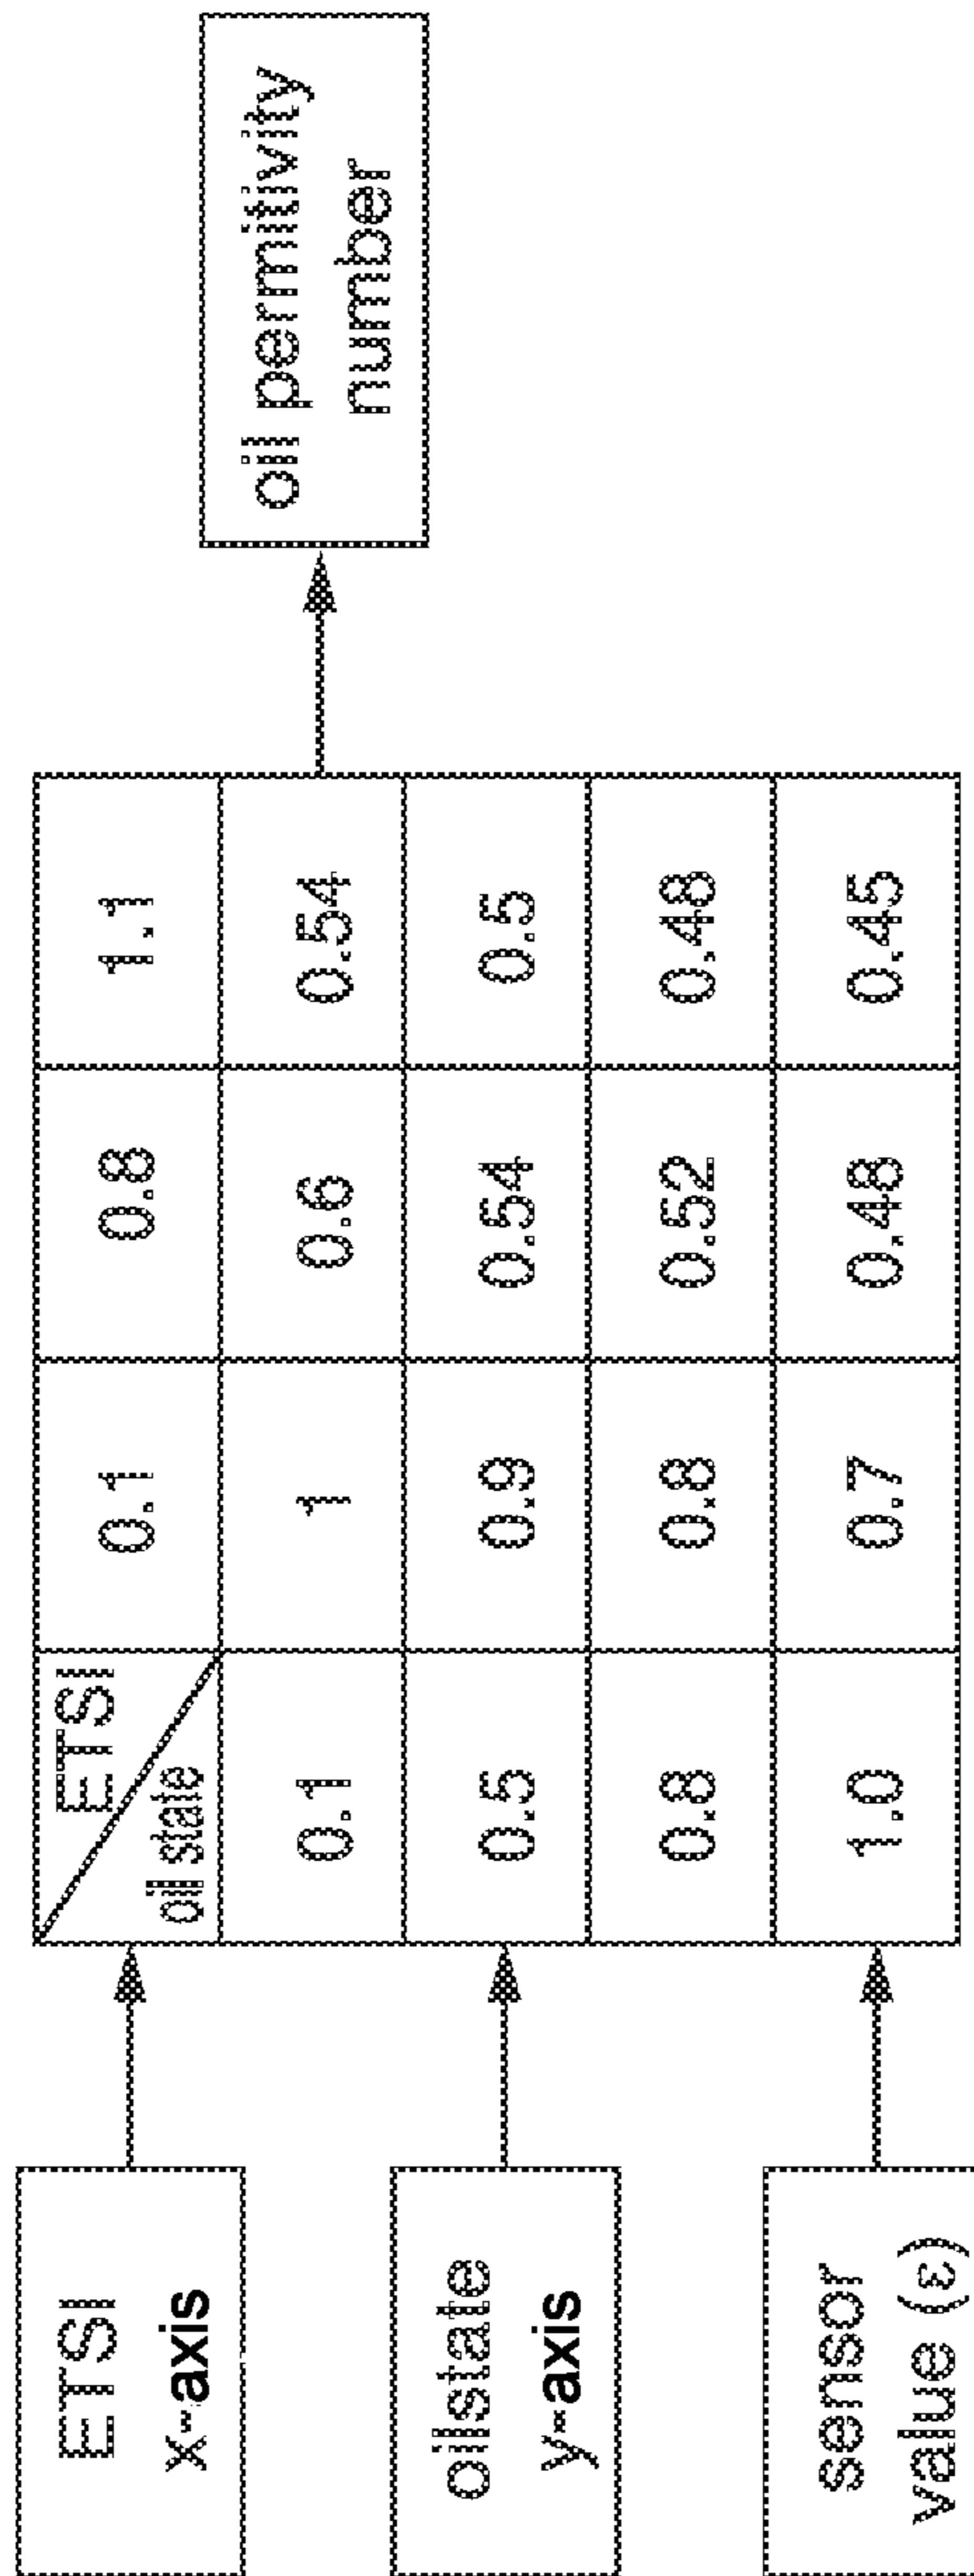 ETSI
x-axis
oilstate
y-axis
sensor
value (ε)
ETSI
oil state
0.1
0.8
1.1
0.1
1
0.6
0.54
0.5
0.9
0.54
0.5
0.8
0.8
0.52
0.48
1.0
0.7
0.48
0.45
oil permitivity
number